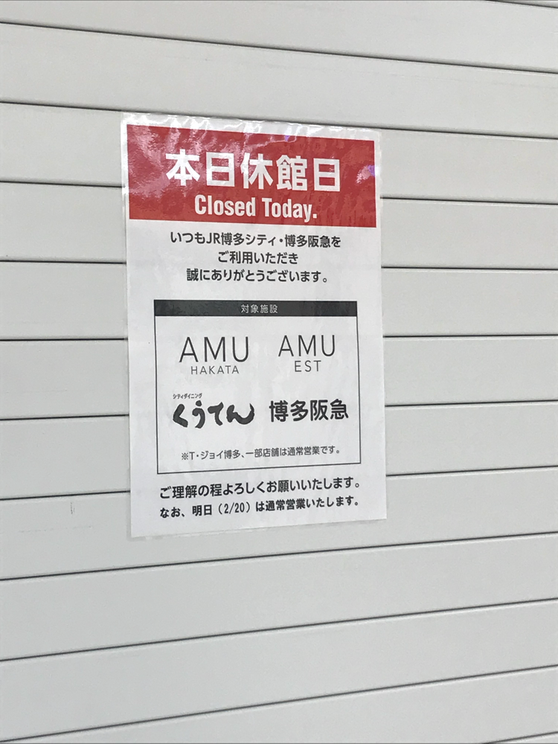 本日休館日
Closed Today.
いつもJR博多シティ・博多阪急を
ご利用いただき
誠にありがとうございます。
対象施設
AMU
HAKATA
AMU
EST
シティダイニング
くうてん
博多阪急
※T・ジョイ博多、一部店舗は通常営業です。
ご理解の程よろしくお願いいたします。
なお、明日（2/20）は通常営業いたします。